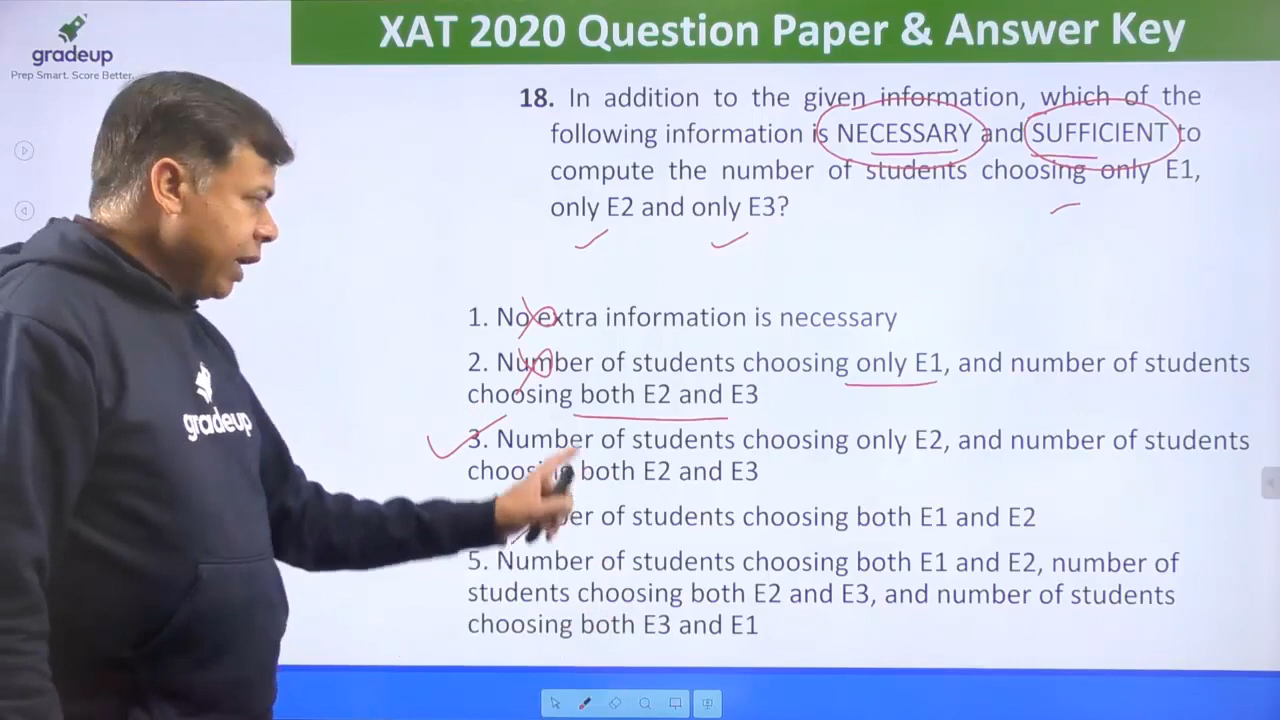 XAT 2020 Question Paper & Answer Key
gradeup
Prep Smart. Score Better.
18. In addition to the given information, which of the
following information is NECESSARY and SUFFICIENT to
compute the number of students choosing only E1,
only E2 and only E3?
1. No extra information is necessary
2. Number of students choosing only E1, and number of students
choosing both E2 and E3
3. Number of students choosing only E2, and number of students
choosing both E2 and E3
of students choosing both E1 and E2
5. Number of students choosing both E1 and E2, number of
students choosing both E2 and E3, and number of students
choosing both E3 and E1
gradeup